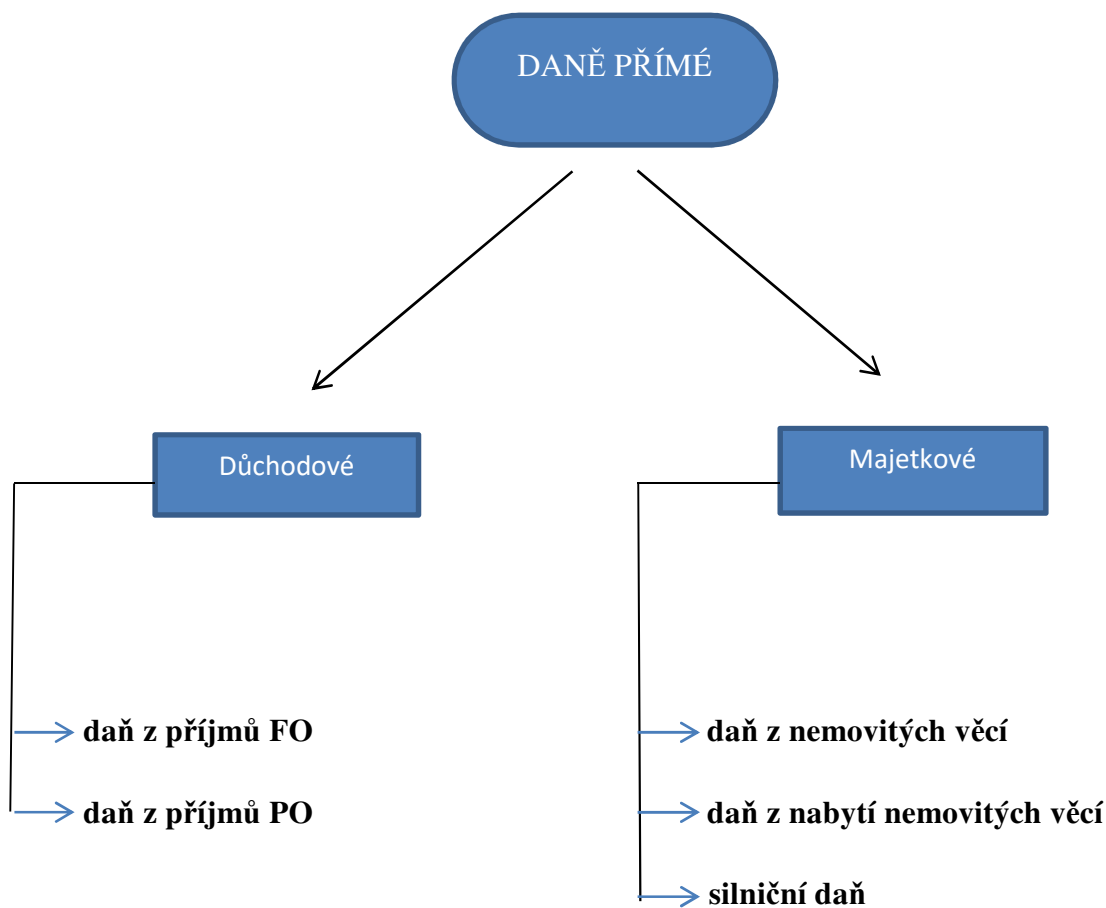 DANĚ PŘÍMÉ
Důchodové
Majetkové
daň z příjmů FO
daň z příjmů PO
daň z nemovitých věcí
daň z nabytí nemovitých věcí
silniční daň